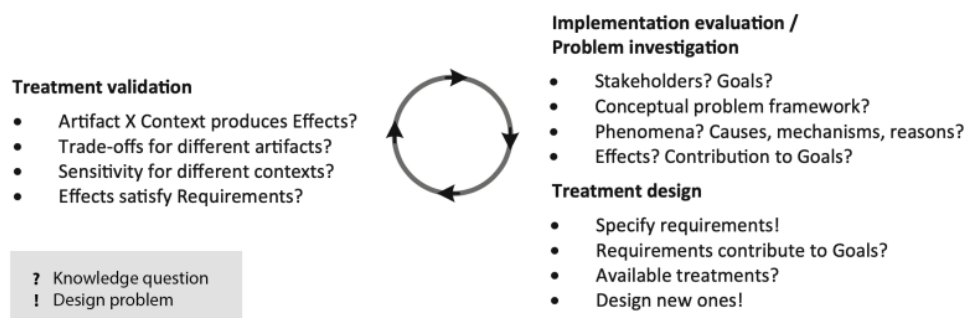 Implementation evaluation /
Problem investigation
• Stakeholders? Goals?
• Conceptual problem framework?
• Phenomena? Causes, mechanisms, reasons?
• Effects? Contribution to Goals?
Treatment design
• Specify requirements!
• Requirements contribute to Goals?
• Available treatments?
• Design new ones!
Treatment validation
• Artifact X Context produces Effects?
• Trade-offs for different artifacts?
• Sensitivity for different contexts?
• Effects satisfy Requirements?
? Knowledge question
! Design problem